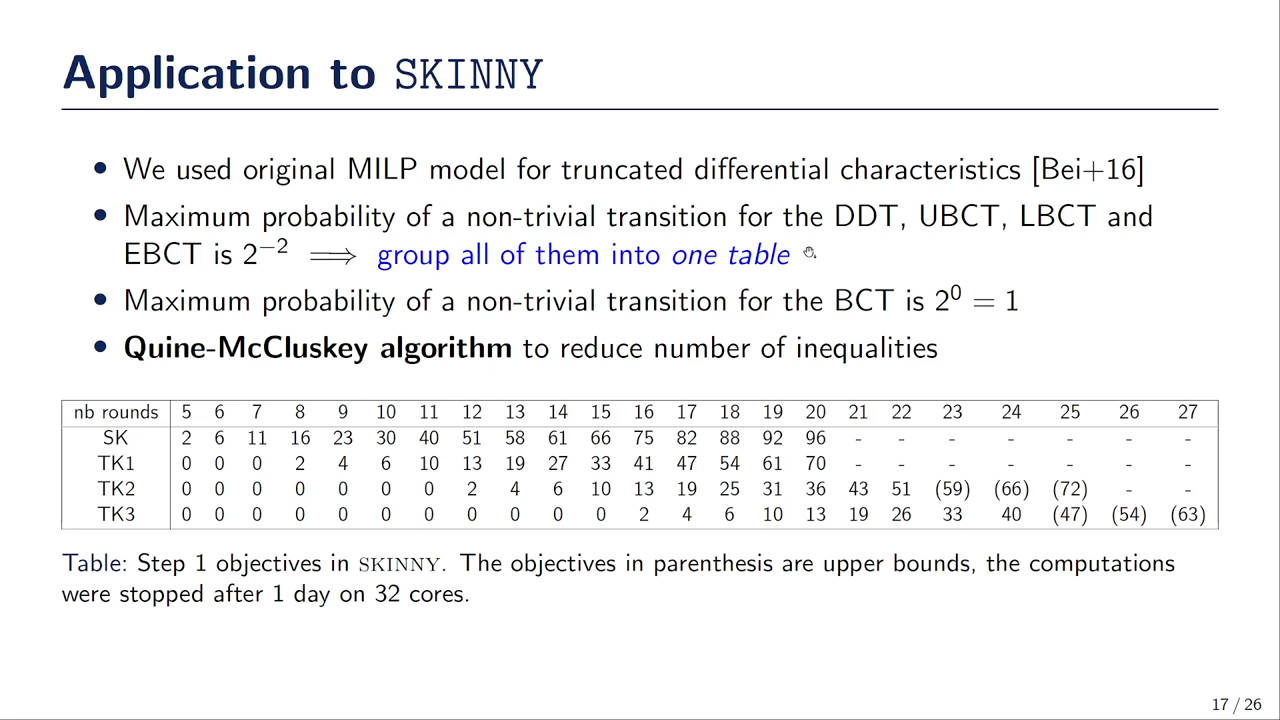 Application to SKINNY
• We used original MILP model for truncated differential characteristics [Bei+16]
• Maximum probability of a non-trivial transition for the DDT, UBCT, LBCT and
EBCT is 2⁻² ⟹ group all of them into one table
• Maximum probability of a non-trivial transition for the BCT is 2⁰ = 1
• Quine-McCluskey algorithm to reduce number of inequalities
nb rounds 5 6 7 8 9 10 11 12 13 14 15 16 17 18 19 20 21 22 23 24 25 26 27
SK 2 6 11 16 23 30 40 51 58 61 66 75 82 88 92 96 - - - - - - -
TK1 0 0 0 2 4 6 10 13 19 27 33 41 47 54 61 70 - - - - - - -
TK2 0 0 0 0 0 0 0 2 4 6 10 13 19 25 31 36 43 51 (59) (66) (72) - -
TK3 0 0 0 0 0 0 0 0 0 0 0 2 4 6 10 13 19 26 33 40 (47) (54) (63)
Table: Step 1 objectives in SKINNY. The objectives in parenthesis are upper bounds, the computations
were stopped after 1 day on 32 cores.
17 / 26